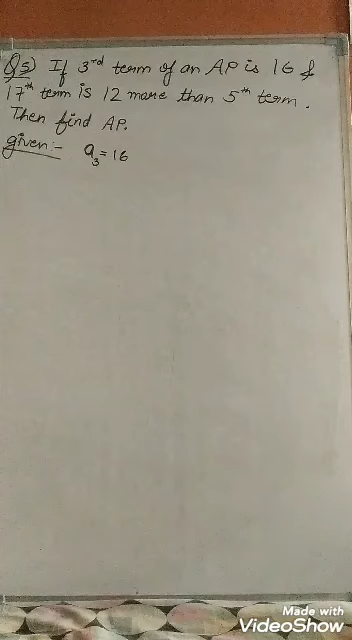 Q5) If 3rd term of an AP is 16 &
17th term is 12 more than 5th term.
Then find AP.
given:- a3 = 16
Made with
VideoShow